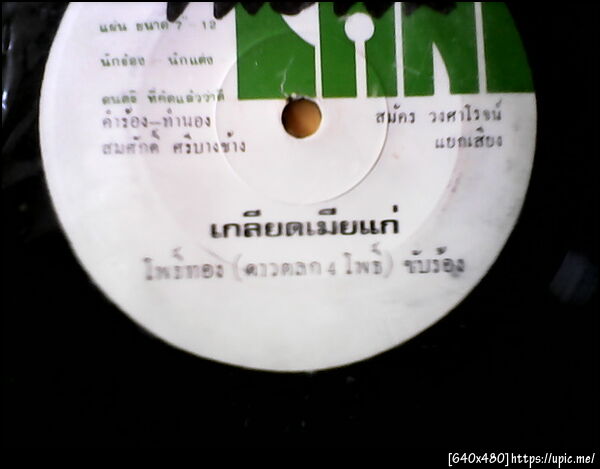 แผ่น ขนาด 7" - 12
นักร้อง - นักแต่ง
ดนตรี ที่คัดแล้วว่าดี
คำร้อง-ทำนอง
สมศักดิ์ ศรีบางช้าง
สมัคร วงศาโรจน์
แยกเสียง
เกลียดเมียแก่
โพธิ์ทอง (ดาวตลก 4 โพธิ์) ขับร้อง
[640x480]https://upic.me/